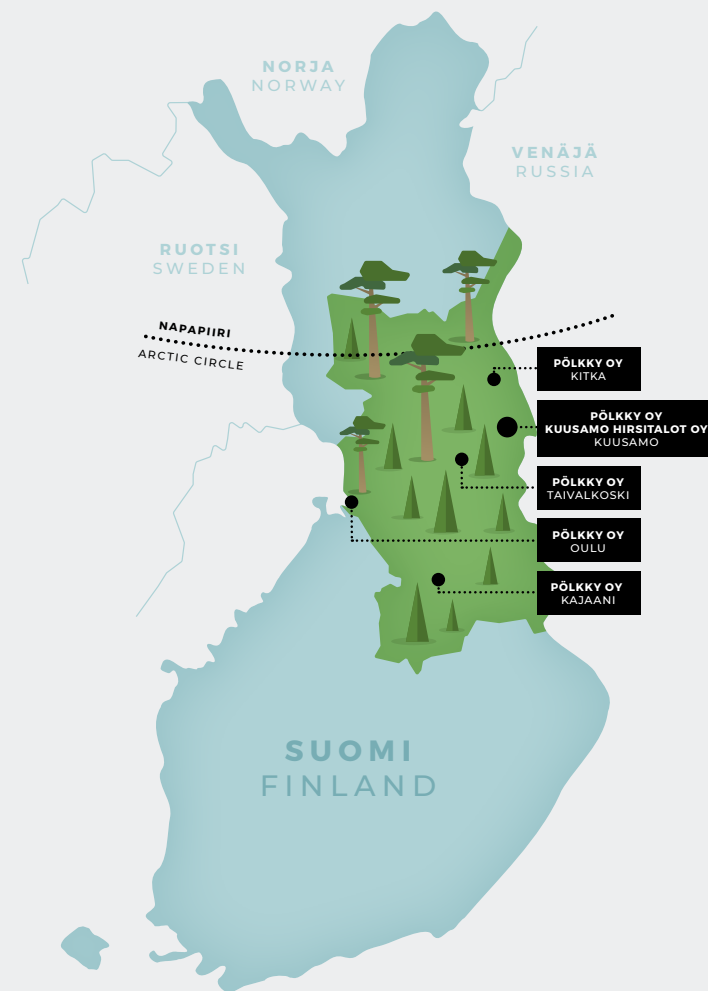 NORJA
NORWAY
VENÄJÄ
RUSSIA
RUOTSI
SWEDEN
NAPAPIIRI
ARCTIC CIRCLE
PÖLKKY OY
KITKA
PÖLKKY OY
KUUSAMO HIRSITALOT OY
KUUSAMO
PÖLKKY OY
TAIVALKOSKI
PÖLKKY OY
OULU
PÖLKKY OY
KAJAANI
SUOMI
FINLAND